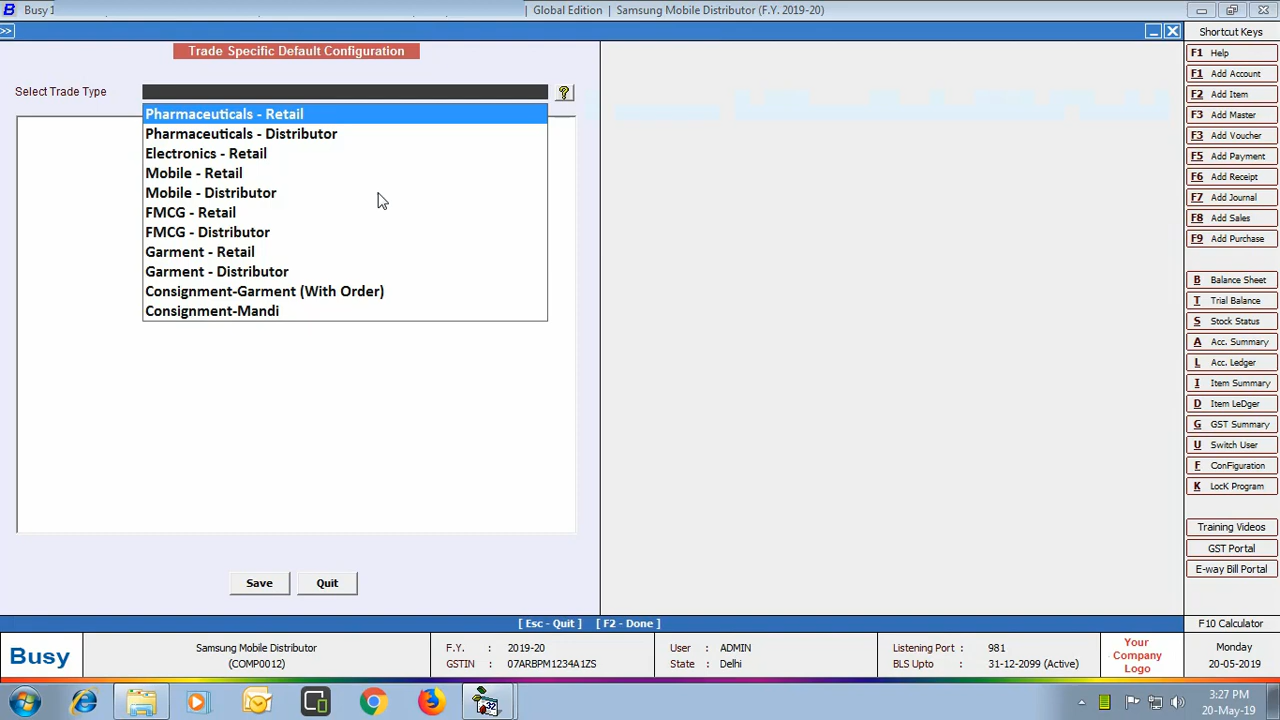 Busy
Global Edition | Samsung Mobile Distributor (F.Y. 2019-20)
>>
Trade Specific Default Configuration
Select Trade Type
?
Pharmaceuticals - Retail
Pharmaceuticals - Distributor
Electronics - Retail
Mobile - Retail
Mobile - Distributor
FMCG - Retail
FMCG - Distributor
Garment - Retail
Garment - Distributor
Consignment-Garment (With Order)
Consignment-Mandi
Save
Quit
[ Esc - Quit ] [ F2 - Done ]
Shortcut Keys
F1 Help
F1 Add Account
F2 Add Item
F3 Add Master
F3 Add Voucher
F5 Add Payment
F6 Add Receipt
F7 Add Journal
F8 Add Sales
F9 Add Purchase
B Balance Sheet
T Trial Balance
S Stock Status
A Acc. Summary
L Acc. Ledger
I Item Summary
D Item LeDger
G GST Summary
U Switch User
F ConFiguration
K LocK Program
Training Videos
GST Portal
E-way Bill Portal
F10 Calculator
Busy
Samsung Mobile Distributor
(COMP0012)
F.Y. : 2019-20
GSTIN : 07ARBPM1234A1ZS
User : ADMIN
State : Delhi
Listening Port : 981
BLS Upto : 31-12-2099 (Active)
Your
Company
Logo
Monday
20-05-2019
32
3:27 PM
20-May-19